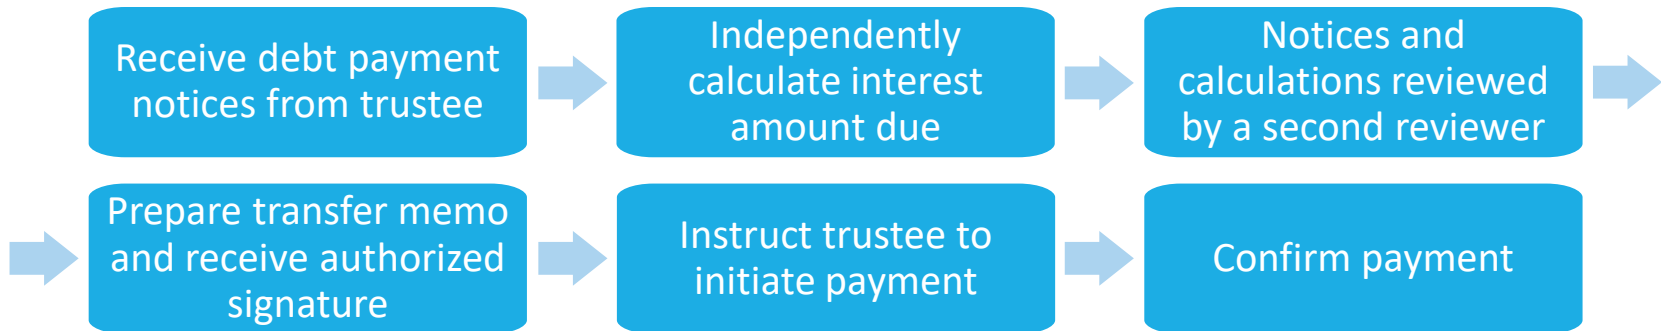 Receive debt payment
notices from trustee
Independently
calculate interest
amount due
Notices and
calculations reviewed
by a second reviewer
Prepare transfer memo
and receive authorized
signature
Instruct trustee to
initiate payment
Confirm payment